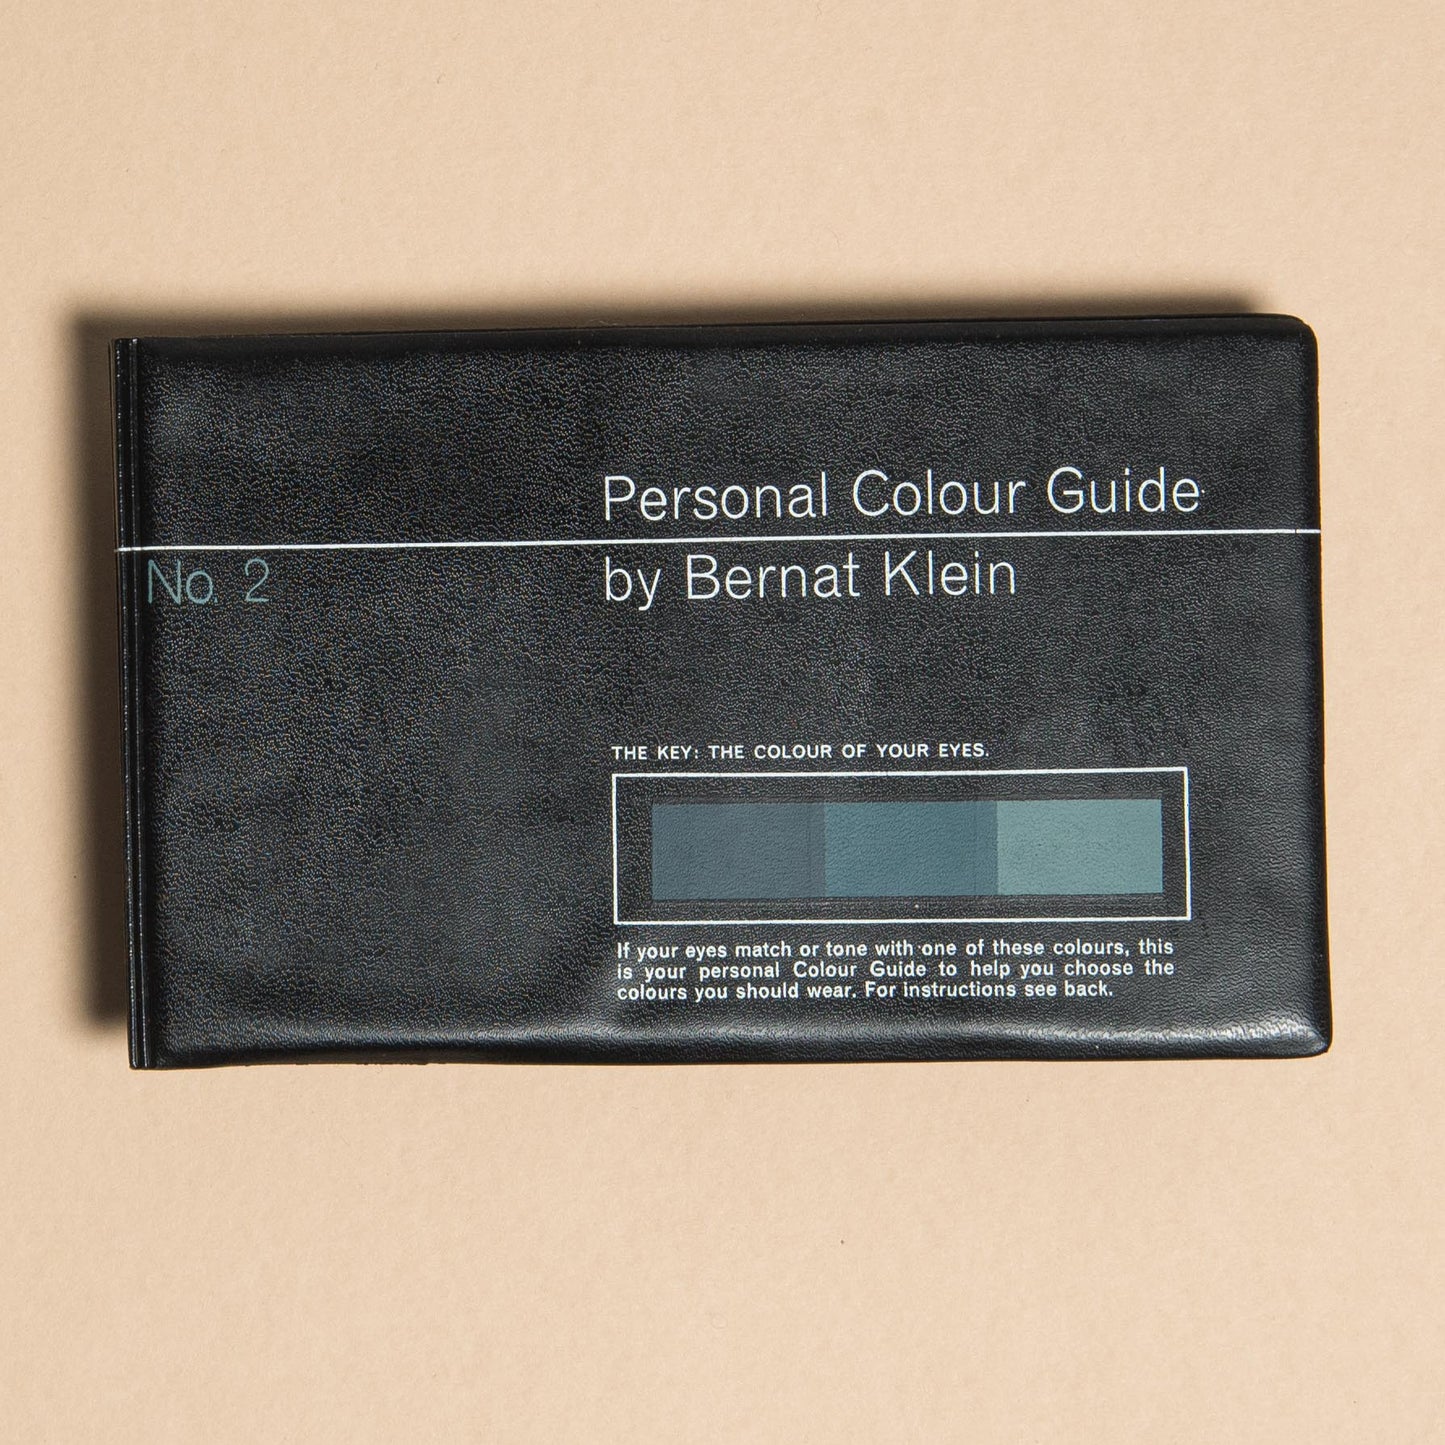 Personal Colour Guide
No. 2
by Bernat Klein
THE KEY: THE COLOUR OF YOUR EYES.
If your eyes match or tone with one of these colours, this
is your personal Colour Guide to help you choose the
colours you should wear. For instructions see back.